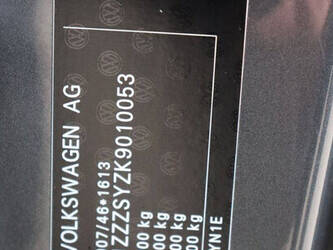 VOLKSWAGEN AG
07/46*1613
ZZZSYZK9010053
00 kg
00 kg
00 kg
00 kg
YN1E